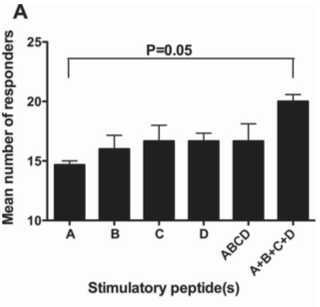 A
P=0.05
Mean number of responders
25
20
15
10
A
B
C
D
ABCD
A+B+C+D
Stimulatory peptide(s)